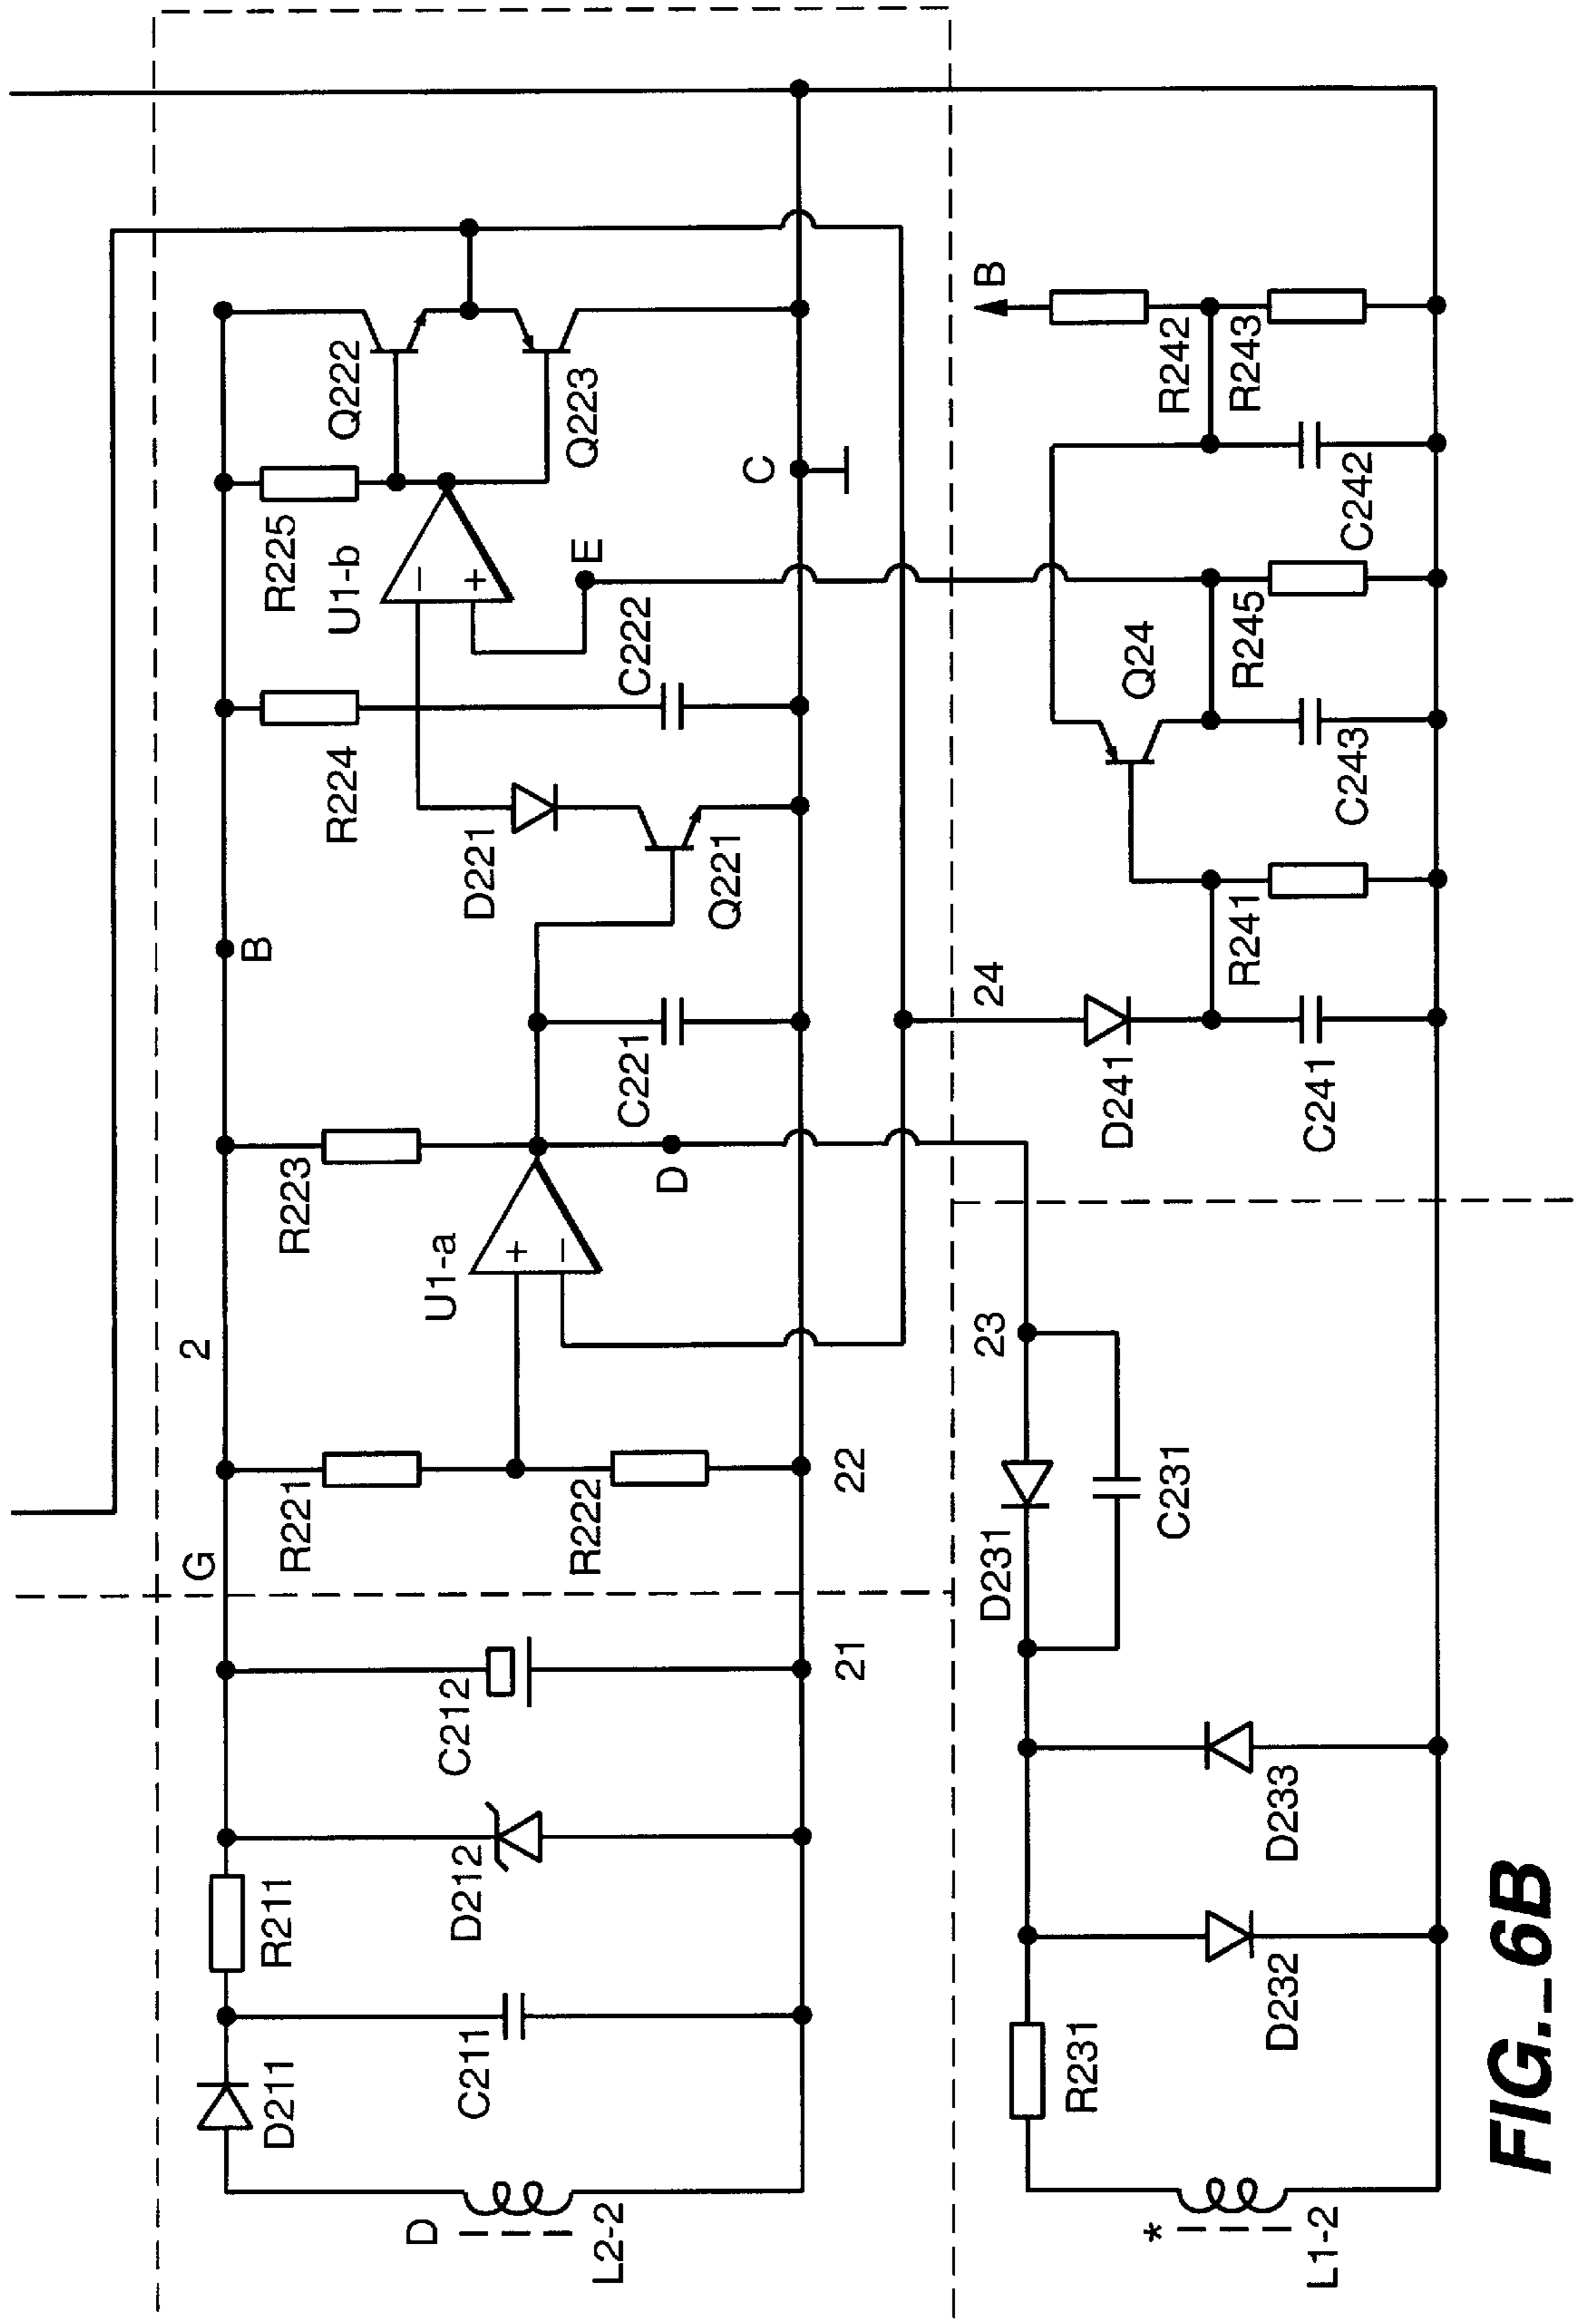 G
2
B
D211
R211
C211
D212
C212
21
D
L2-2
R221
R222
22
U1-a
+
−
R223
D
C221
D221
Q221
R224
C222
U1-b
−
+
E
R225
Q222
Q223
C
23
24
R231
D232
D233
D231
C231
*
L1-2
D241
C241
R241
Q24
C243
R245
C242
R242
R243
B
FIG._6B